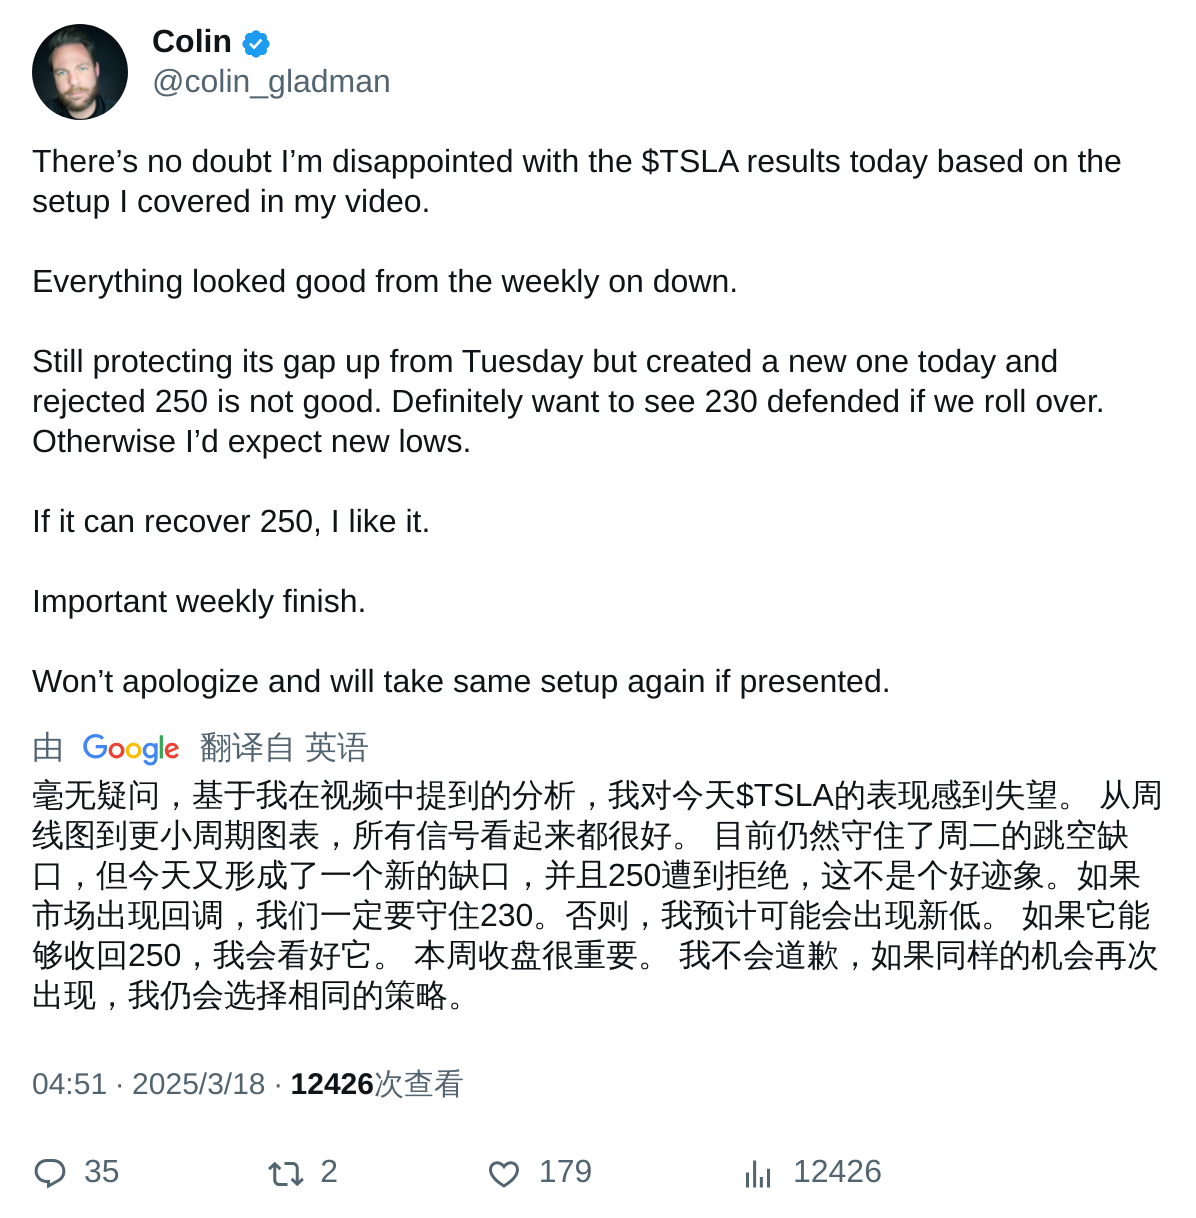 Colin
@colin_gladman
There’s no doubt I’m disappointed with the $TSLA results today based on the
setup I covered in my video.
Everything looked good from the weekly on down.
Still protecting its gap up from Tuesday but created a new one today and
rejected 250 is not good. Definitely want to see 230 defended if we roll over.
Otherwise I’d expect new lows.
If it can recover 250, I like it.
Important weekly finish.
Won’t apologize and will take same setup again if presented.
由 Google 翻译自 英语
毫无疑问，基于我在视频中提到的分析，我对今天$TSLA的表现感到失望。 从周
线图到更小周期图表，所有信号看起来都很好。 目前仍然守住了周二的跳空缺
口，但今天又形成了一个新的缺口，并且250遭到拒绝，这不是个好迹象。如果
市场出现回调，我们一定要守住230。否则，我预计可能会出现新低。 如果它能
够收回250，我会看好它。 本周收盘很重要。 我不会道歉，如果同样的机会再次
出现，我仍会选择相同的策略。
04:51 · 2025/3/18 · 12426次查看
35 2 179 12426